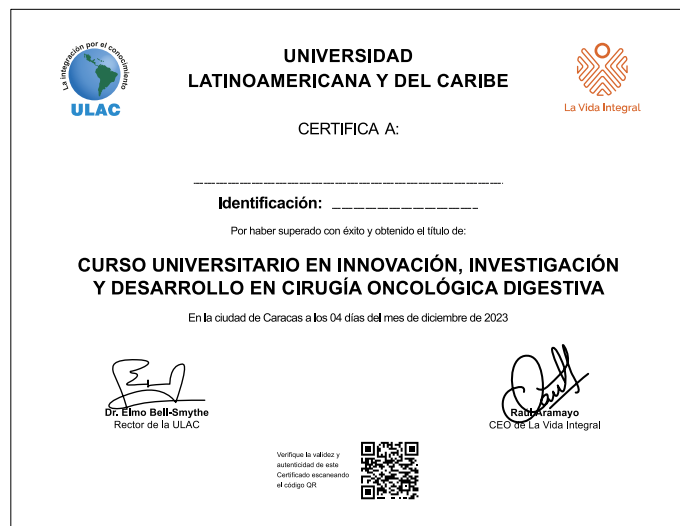 La integración por el conocimiento
ULAC
UNIVERSIDAD
LATINOAMERICANA Y DEL CARIBE
La Vida Integral
CERTIFICA A:
Identificación:
Por haber superado con éxito y obtenido el título de:
CURSO UNIVERSITARIO EN INNOVACIÓN, INVESTIGACIÓN
Y DESARROLLO EN CIRUGÍA ONCOLÓGICA DIGESTIVA
En la ciudad de Caracas a los 04 días del mes de diciembre de 2023
Dr. Elmo Bell-Smythe
Rector de la ULAC
Raúl Aramayo
CEO de La Vida Integral
Verifique la validez y
autenticidad de este
Certificado escaneando
el código QR